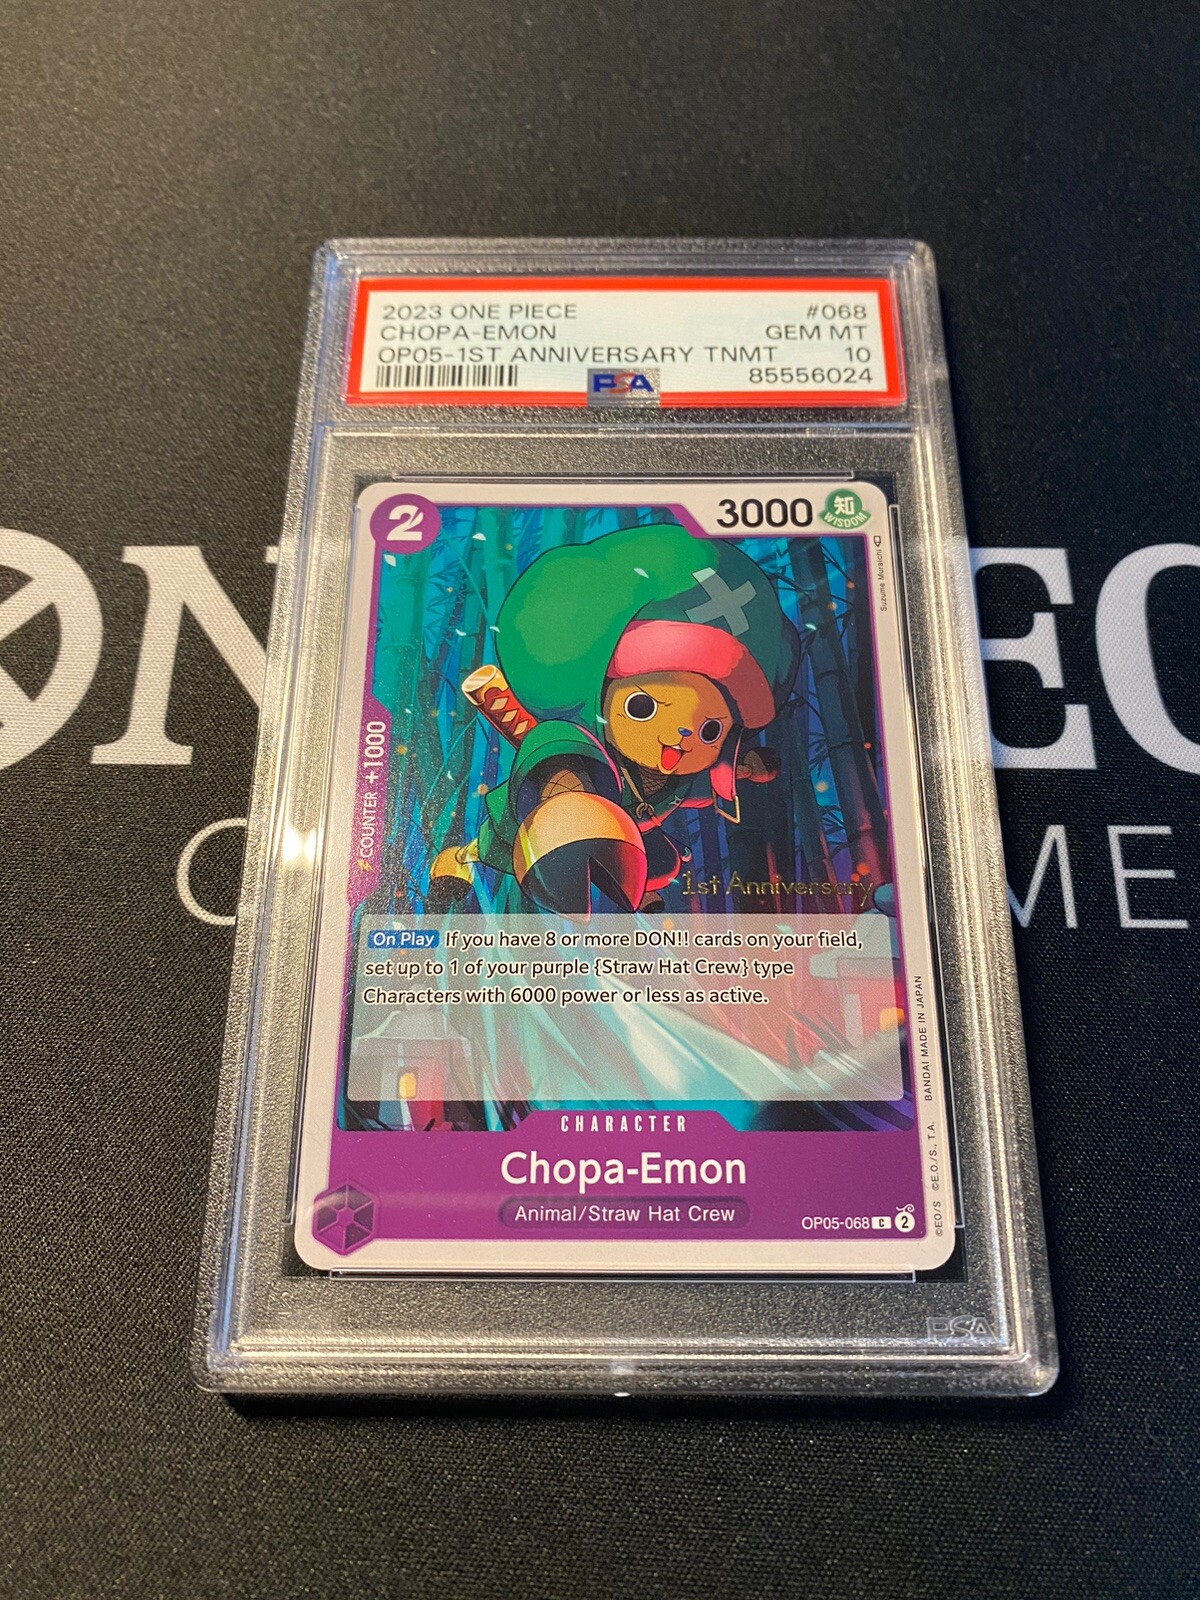 2023 ONE PIECE #068
CHOPA-EMON GEM MT
OP05-1ST ANNIVERSARY TNMT 10
PSA 85556024
2 3000 知
WISDOM
Suzume Muraichi
COUNTER +1000
1st Anniversary
On Play If you have 8 or more DON!! cards on your field,
set up to 1 of your purple {Straw Hat Crew} type
Characters with 6000 power or less as active.
CHARACTER
Chopa-Emon
Animal/Straw Hat Crew
OP05-068 C 2
©EO/S ©E.O./S., T.A. BANDAI MADE IN JAPAN
PSA